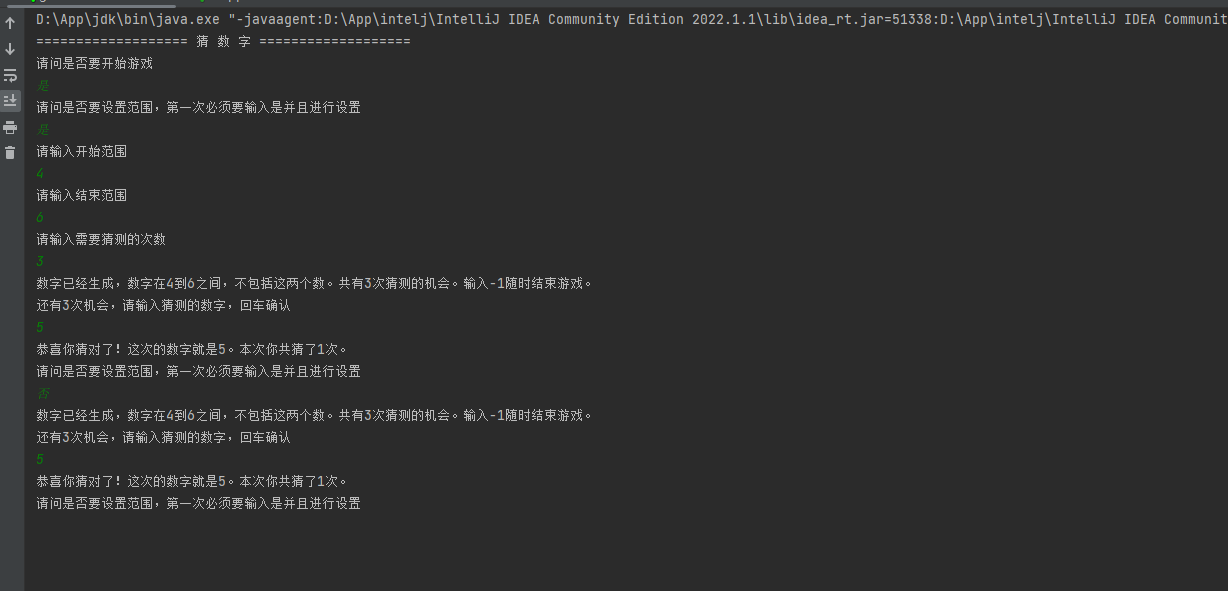 D:\App\jdk\bin\java.exe "-javaagent:D:\App\intelj\IntelliJ IDEA Community Edition 2022.1.1\lib\idea_rt.jar=51338:D:\App\intelj\IntelliJ IDEA Communit
=================== 猜 数 字 ===================
请问是否要开始游戏
是
请问是否要设置范围，第一次必须要输入是并且进行设置
是
请输入开始范围
4
请输入结束范围
6
请输入需要猜测的次数
3
数字已经生成，数字在4到6之间，不包括这两个数。共有3次猜测的机会。输入-1随时结束游戏。
还有3次机会，请输入猜测的数字，回车确认
5
恭喜你猜对了！这次的数字就是5。本次你共猜了1次。
请问是否要设置范围，第一次必须要输入是并且进行设置
否
数字已经生成，数字在4到6之间，不包括这两个数。共有3次猜测的机会。输入-1随时结束游戏。
还有3次机会，请输入猜测的数字，回车确认
5
恭喜你猜对了！这次的数字就是5。本次你共猜了1次。
请问是否要设置范围，第一次必须要输入是并且进行设置